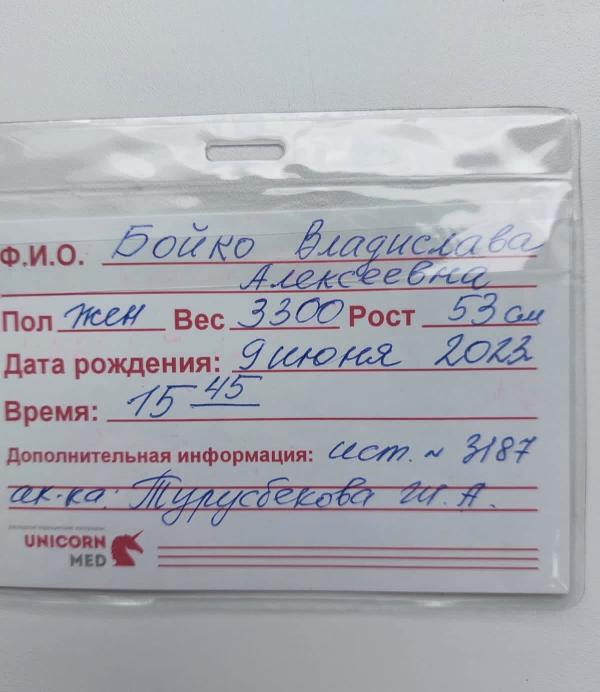 Ф.И.О. Бойко Владислава
Алексеевна
Пол жен Вес 3300 Рост 53 см
Дата рождения: 9 июня 2023
Время: 15 45
Дополнительная информация: ист. № 3187
ак-ка: Турусбекова Ж.А.
UNICORN
MED